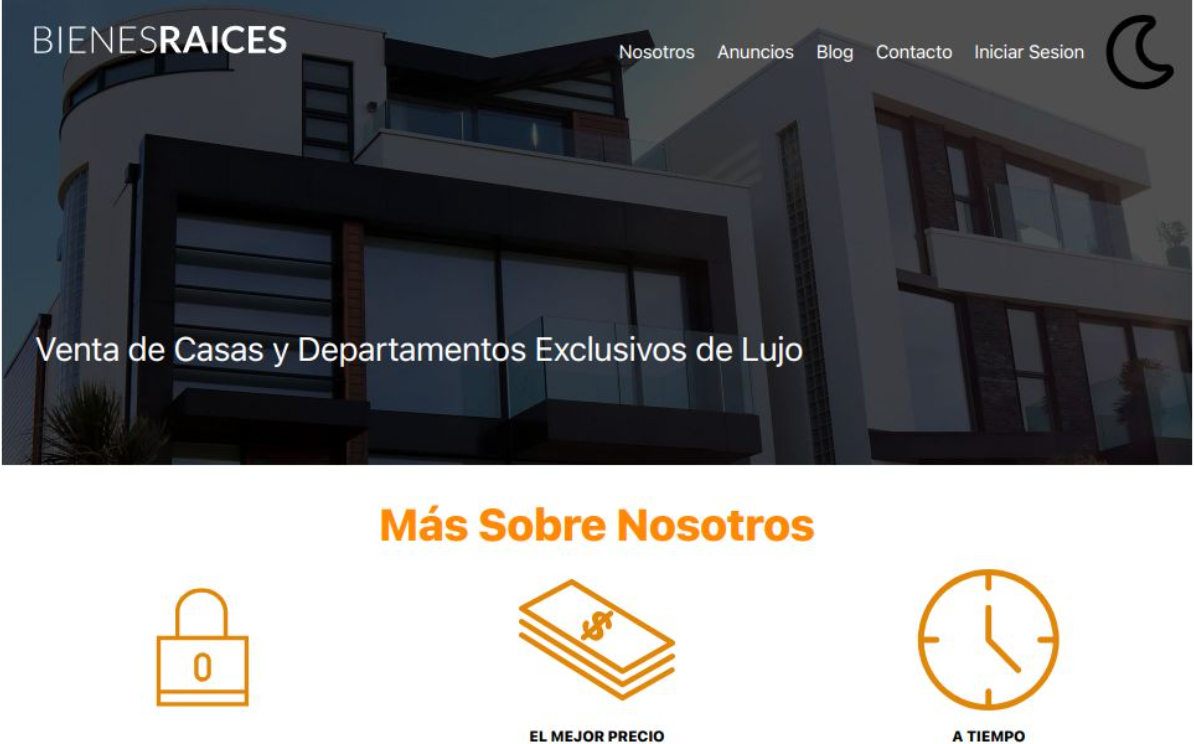 BIENESRAICES
Nosotros Anuncios Blog Contacto Iniciar Sesion
Venta de Casas y Departamentos Exclusivos de Lujo
Más Sobre Nosotros
$
EL MEJOR PRECIO
A TIEMPO